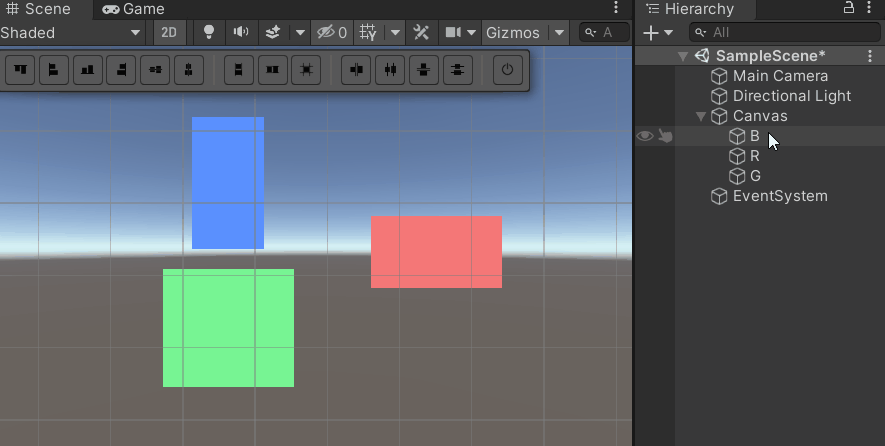 Scene
Game
Shaded
2D
0
Gizmos
A
Hierarchy
All
SampleScene*
Main Camera
Directional Light
Canvas
B
R
G
EventSystem